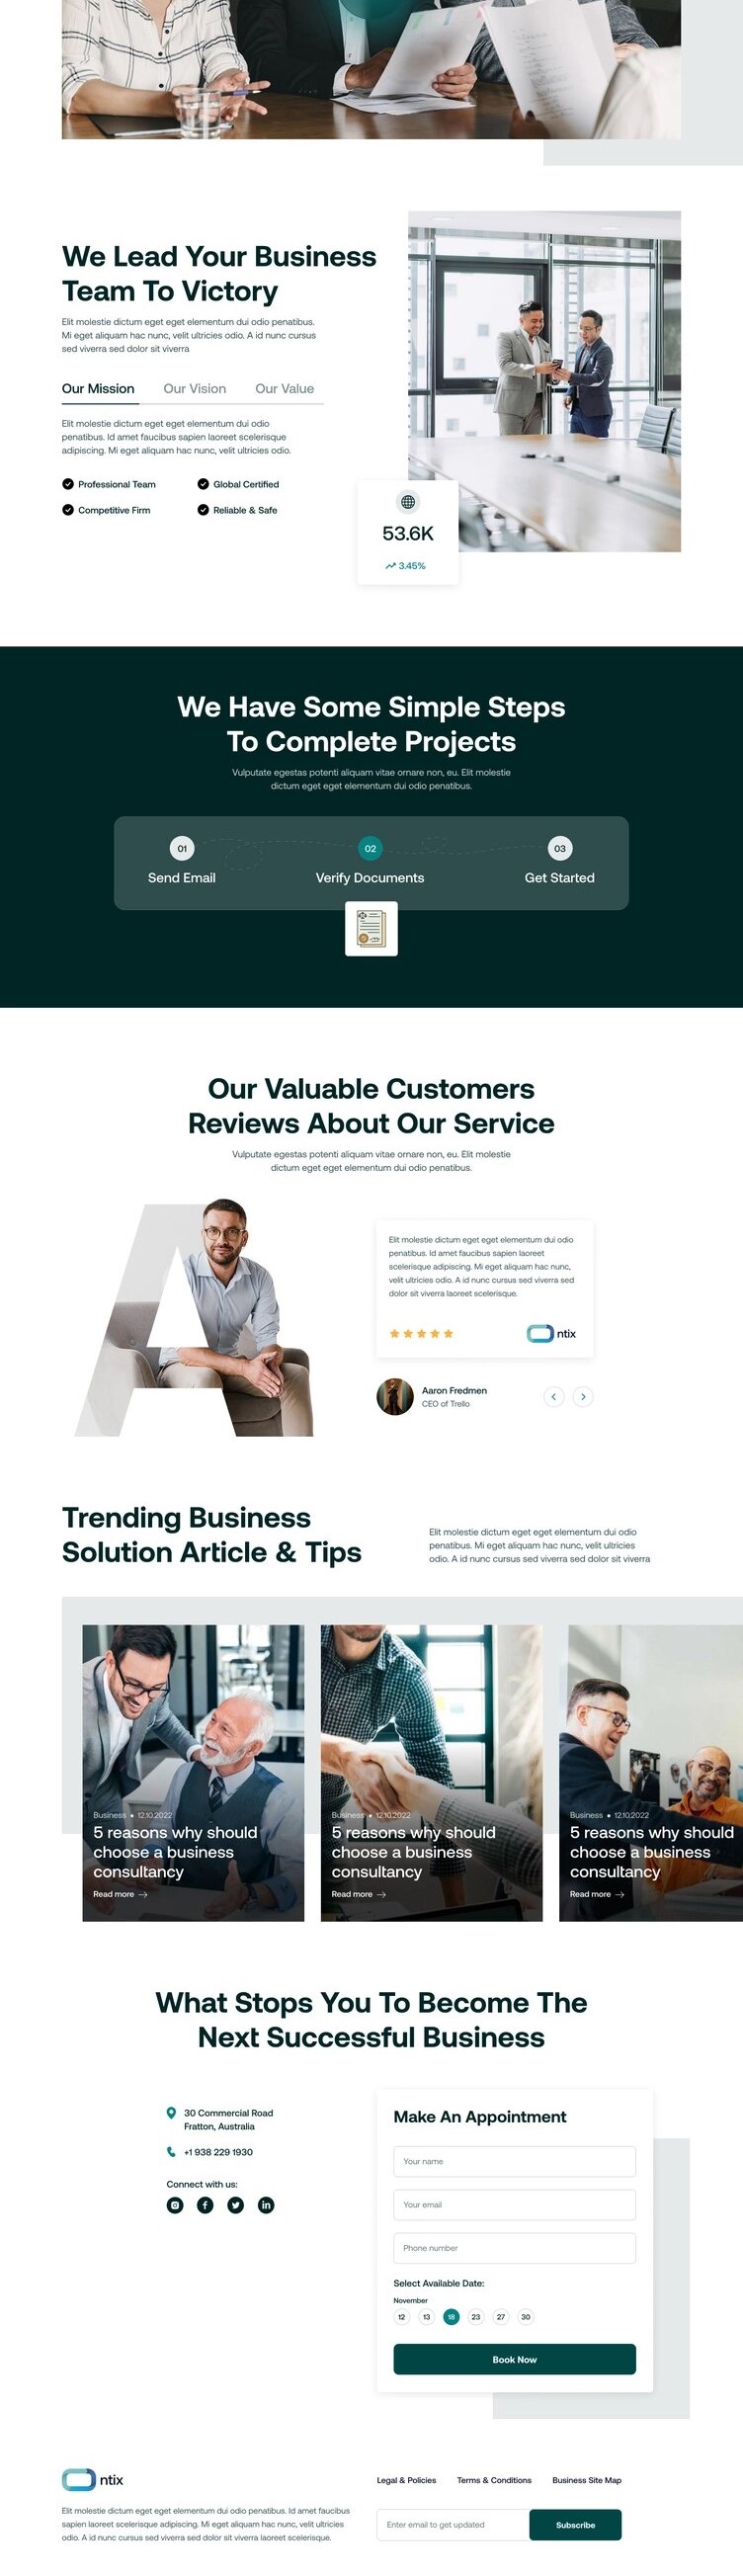 We Lead Your Business
Team To Victory
Elit molestie dictum eget eget elementum dui odio penatibus.
Mi eget aliquam hac nunc, velit ultricies odio. A id nunc cursus
sed viverra sed dolor sit viverra
Our Mission Our Vision Our Value
Elit molestie dictum eget eget elementum dui odio
penatibus. Id amet faucibus sapien laoreet scelerisque
adipiscing. Mi eget aliquam hac nunc, velit ultricies odio.
Professional Team Global Certified
Competitive Firm Reliable & Safe
53.6K
3.45%
We Have Some Simple Steps
To Complete Projects
Vulputate egestas potenti aliquam vitae ornare non, eu. Elit molestie
dictum eget eget elementum dui odio penatibus.
01 02 03
Send Email Verify Documents Get Started
Our Valuable Customers
Reviews About Our Service
Vulputate egestas potenti aliquam vitae ornare non, eu. Elit molestie
dictum eget eget elementum dui odio penatibus.
A
Elit molestie dictum eget eget elementum dui odio
penatibus. Id amet faucibus sapien laoreet
scelerisque adipiscing. Mi eget aliquam hac nunc,
velit ultricies odio. A id nunc cursus sed viverra sed
dolor sit viverra laoreet scelerisque.
ntix
Aaron Fredmen
CEO of Trello
Trending Business
Solution Article & Tips
Elit molestie dictum eget eget elementum dui odio
penatibus. Mi eget aliquam hac nunc, velit ultricies
odio. A id nunc cursus sed viverra sed dolor sit viverra
Business • 12.10.2022
5 reasons why should
choose a business
consultancy
Read more
Business • 12.10.2022
5 reasons why should
choose a business
consultancy
Read more
Business • 12.10.2022
5 reasons why should
choose a business
consultancy
Read more
What Stops You To Become The
Next Successful Business
30 Commercial Road
Fratton, Australia
+1 938 229 1930
Connect with us:
Make An Appointment
Your name
Your email
Phone number
Select Available Date:
November
12 13 18 23 27 30
Book Now
ntix
Elit molestie dictum eget eget elementum dui odio penatibus. Id amet faucibus
sapien laoreet scelerisque adipiscing. Mi eget aliquam hac nunc, velit ultricies
odio. A id nunc cursus sed viverra sed dolor sit viverra laoreet scelerisque.
Legal & Policies Terms & Conditions Business Site Map
Enter email to get updated Subscribe